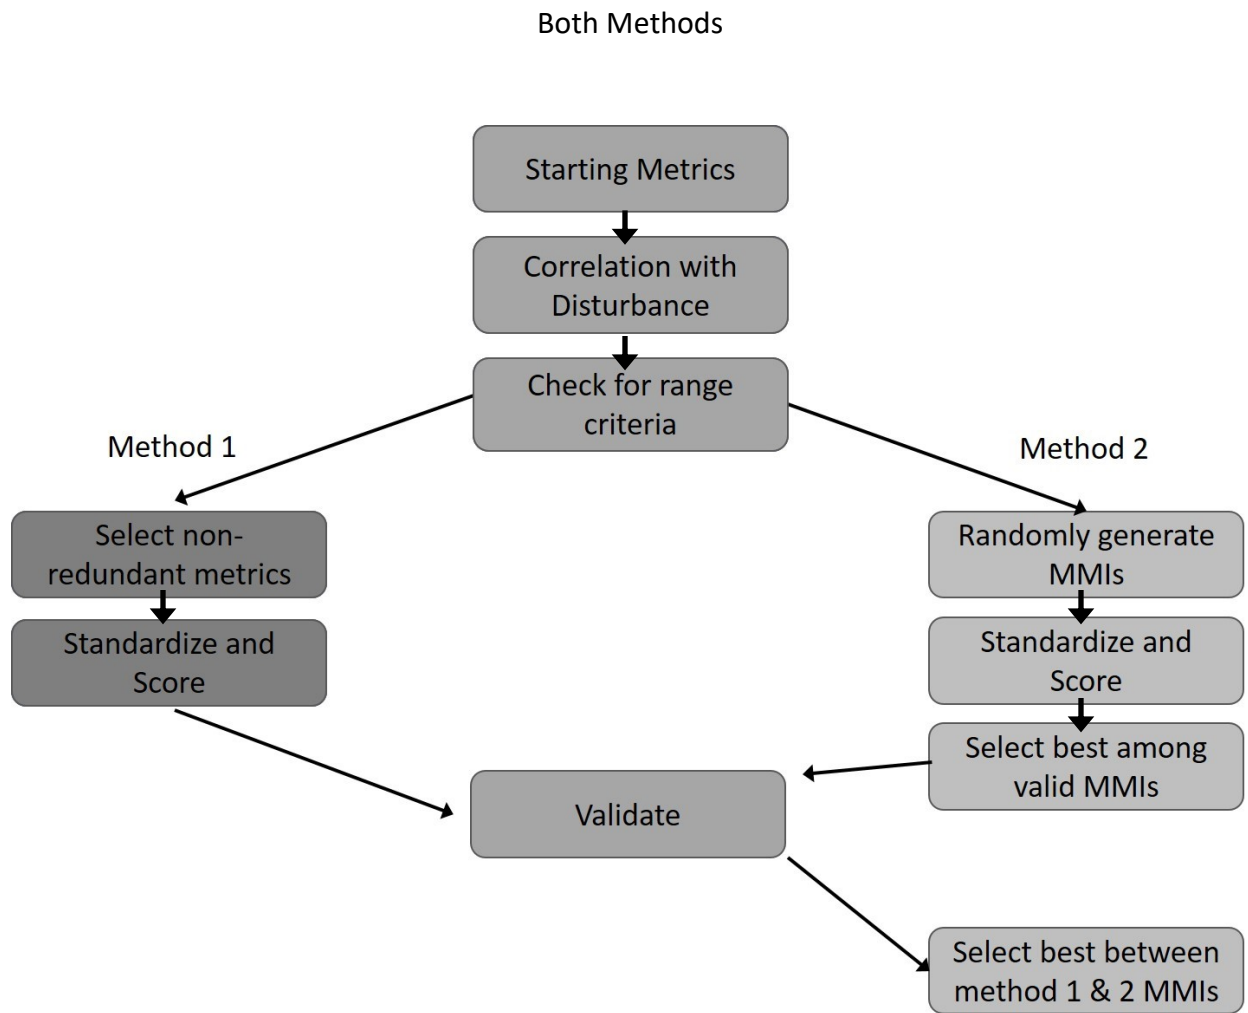 Both Methods
Starting Metrics
Correlation with
Disturbance
Check for range
criteria
Method 1
Method 2
Select non-
redundant metrics
Standardize and
Score
Randomly generate
MMIs
Standardize and
Score
Select best among
valid MMIs
Validate
Select best between
method 1 & 2 MMIs